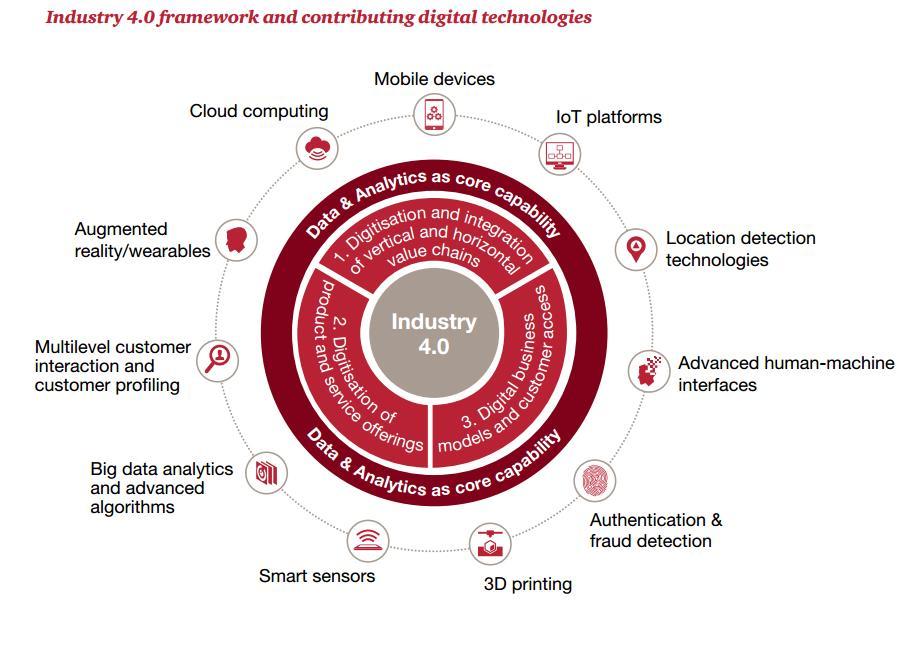 Industry 4.0 framework and contributing digital technologies
Mobile devices
Cloud computing
IoT platforms
Augmented
reality/wearables
Location detection
technologies
Multilevel customer
interaction and
customer profiling
Advanced human-machine
interfaces
Big data analytics
and advanced
algorithms
Authentication &
fraud detection
Smart sensors
3D printing
Data & Analytics as core capability
1. Digitisation and integration
of vertical and horizontal
value chains
2. Digitisation of
product and service offerings
3. Digital business
models and customer access
Industry
4.0
Data & Analytics as core capability